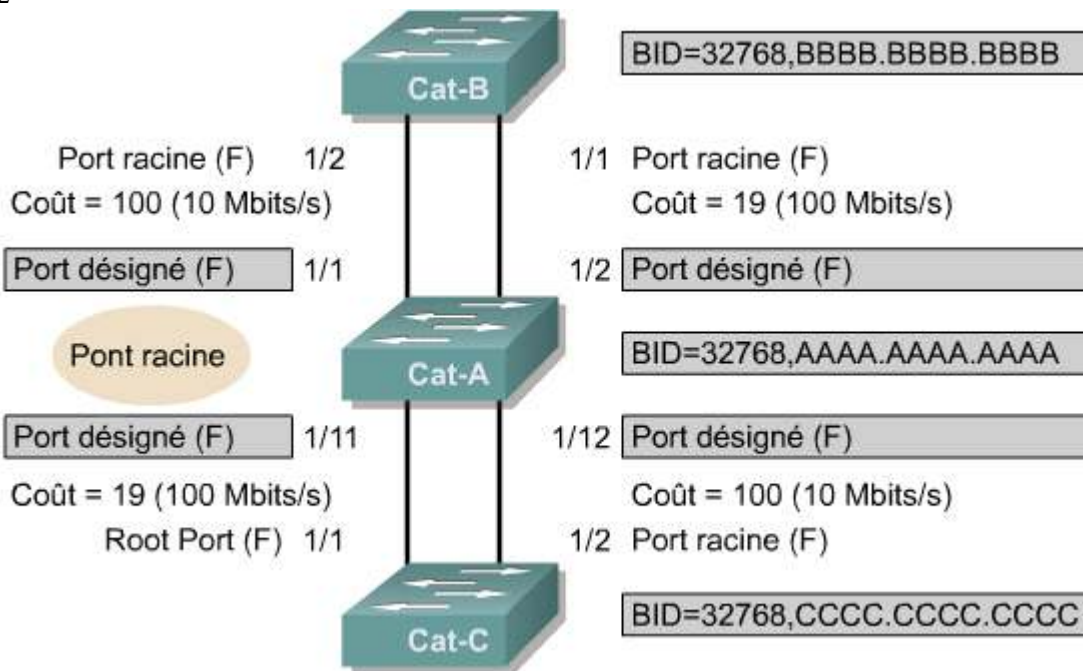 Cat-B
BID=32768,BBBB.BBBB.BBBB
Port racine (F) 1/2
1/1 Port racine (F)
Coût = 100 (10 Mbits/s)
Coût = 19 (100 Mbits/s)
Port désigné (F) 1/1
1/2 Port désigné (F)
Pont racine
Cat-A
BID=32768,AAAA.AAAA.AAAA
Port désigné (F) 1/11
1/12 Port désigné (F)
Coût = 19 (100 Mbits/s)
Coût = 100 (10 Mbits/s)
Root Port (F) 1/1
1/2 Port racine (F)
Cat-C
BID=32768,CCCC.CCCC.CCCC